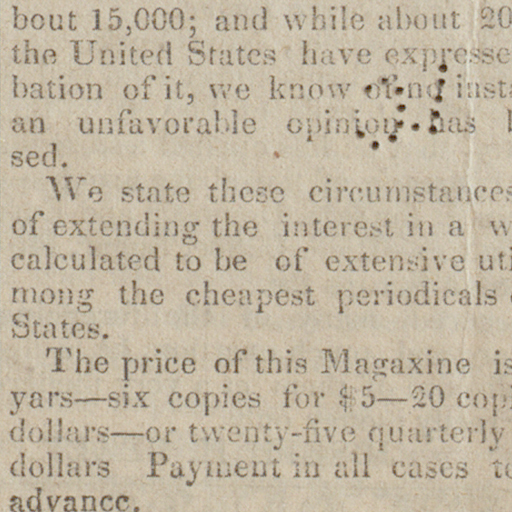 bout 15,000; and while about 20
the United States have expresse
bation of it, we know of no inst
an unfavorable opinion has
sed.
We state these circumstances
of extending the interest in a w
calculated to be of extensive uti
mong the cheapest periodicals
States.
The price of this Magaxine is
yars—six copies for $5—20 cop
dollars—or twenty-five quarterly
dollars Payment in all cases to
advance.